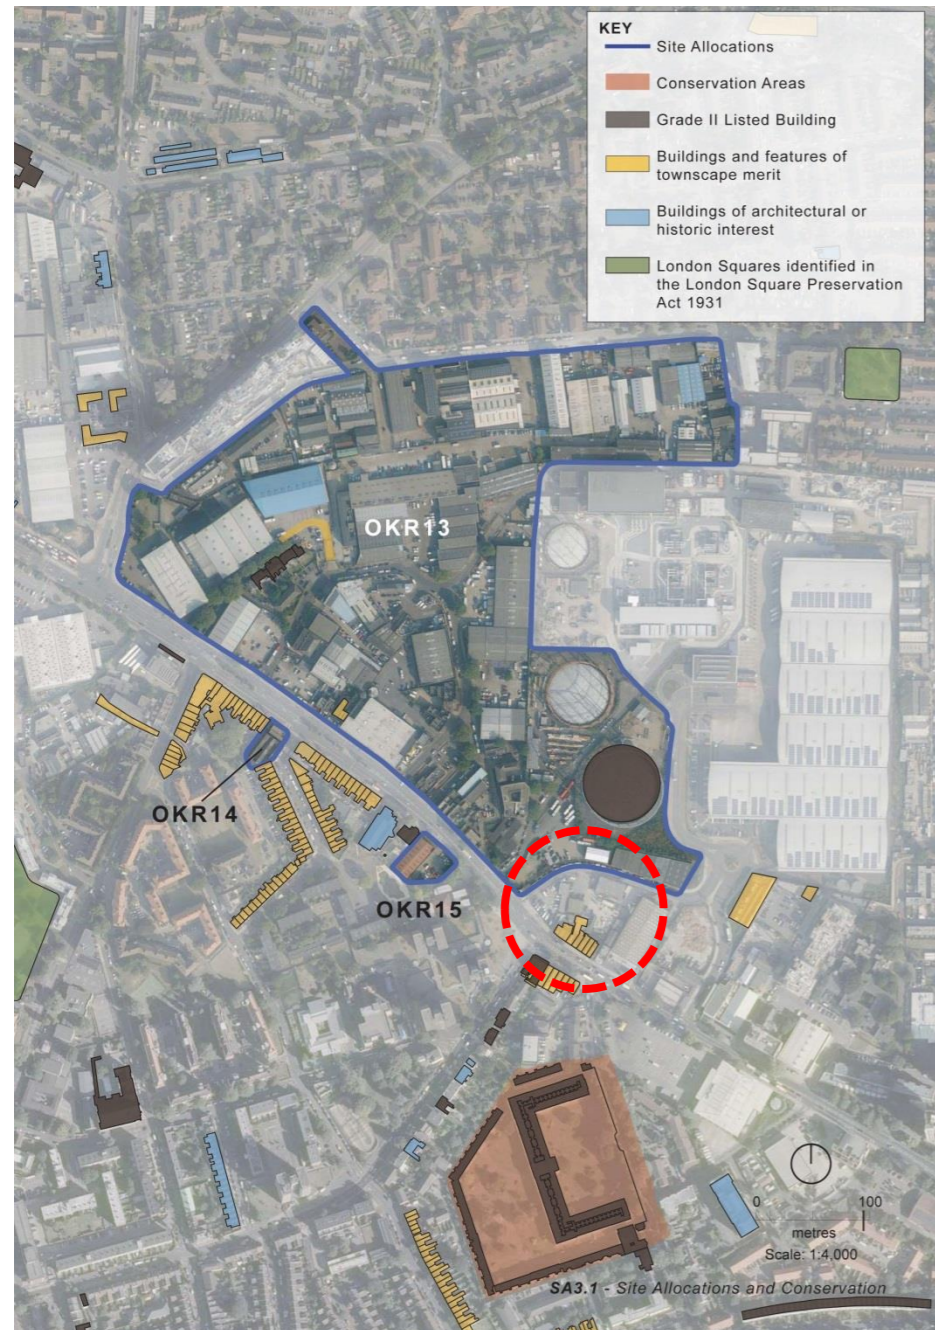 KEY
Site Allocations
Conservation Areas
Grade II Listed Building
Buildings and features of
townscape merit
Buildings of architectural or
historic interest
London Squares identified in
the London Square Preservation
Act 1931
OKR13
OKR14
OKR15
0 100
metres
Scale: 1:4,000
SA3.1 - Site Allocations and Conservation